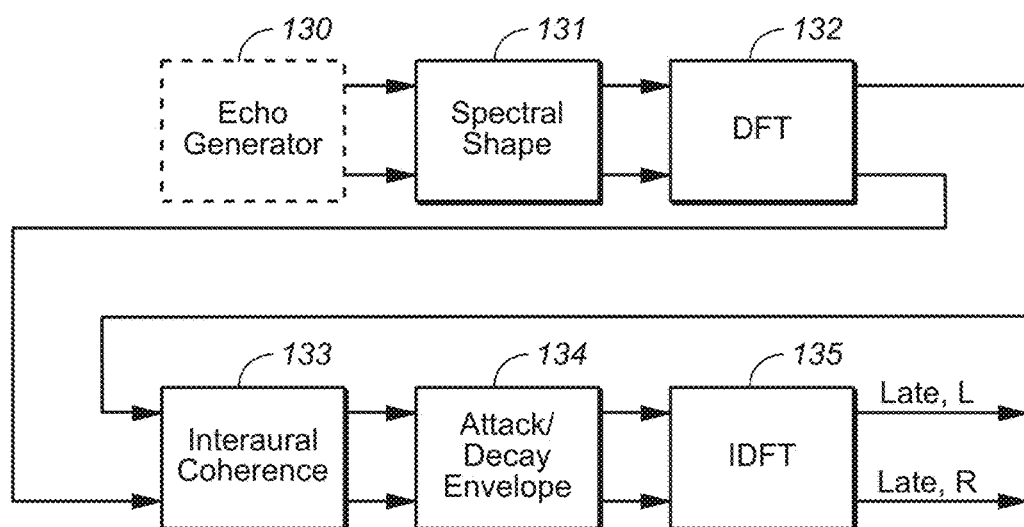 130
131
132
Echo
Generator
Spectral
Shape
DFT
133
134
135
Interaural
Coherence
Attack/
Decay
Envelope
IDFT
Late, L
Late, R